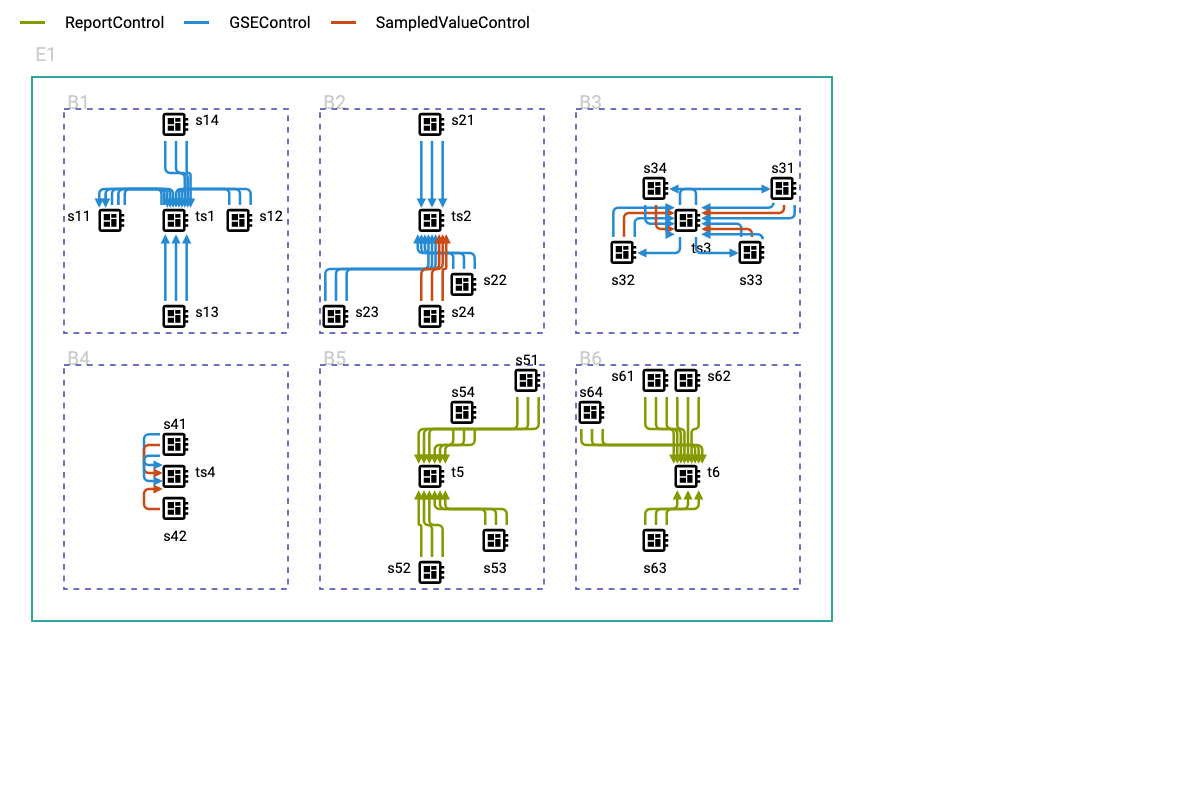 ReportControl GSEControl SampledValueControl
E1
B1 B2 B3
s14 s21
s34 s31
s11 ts1 s12 ts2 ts3
s32 s33
s22
s13 s23 s24
B4 B5 B6
s51 s61 s62
s54 s64
s41
ts4 t5 t6
s42
s52 s53 s63